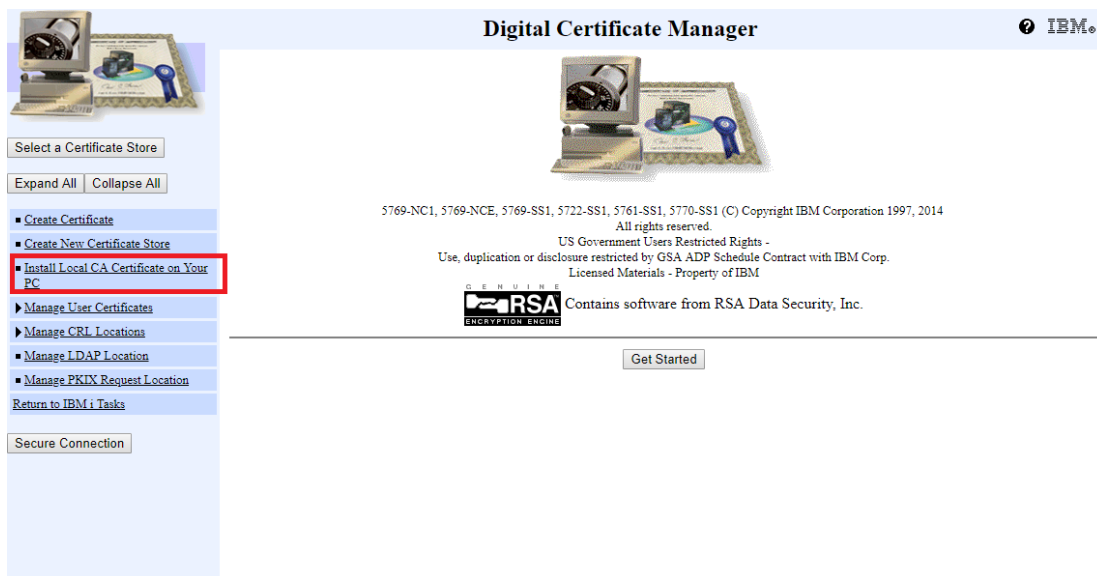 Digital Certificate Manager
IBM®
Select a Certificate Store
Expand All Collapse All
Create Certificate
Create New Certificate Store
Install Local CA Certificate on Your
PC
Manage User Certificates
Manage CRL Locations
Manage LDAP Location
Manage PKIX Request Location
Return to IBM i Tasks
Secure Connection
5769-NC1, 5769-NCE, 5769-SS1, 5722-SS1, 5761-SS1, 5770-SS1 (C) Copyright IBM Corporation 1997, 2014
All rights reserved.
US Government Users Restricted Rights -
Use, duplication or disclosure restricted by GSA ADP Schedule Contract with IBM Corp.
Licensed Materials - Property of IBM
GENUINE
RSA
ENCRYPTION ENGINE
Contains software from RSA Data Security, Inc.
Get Started